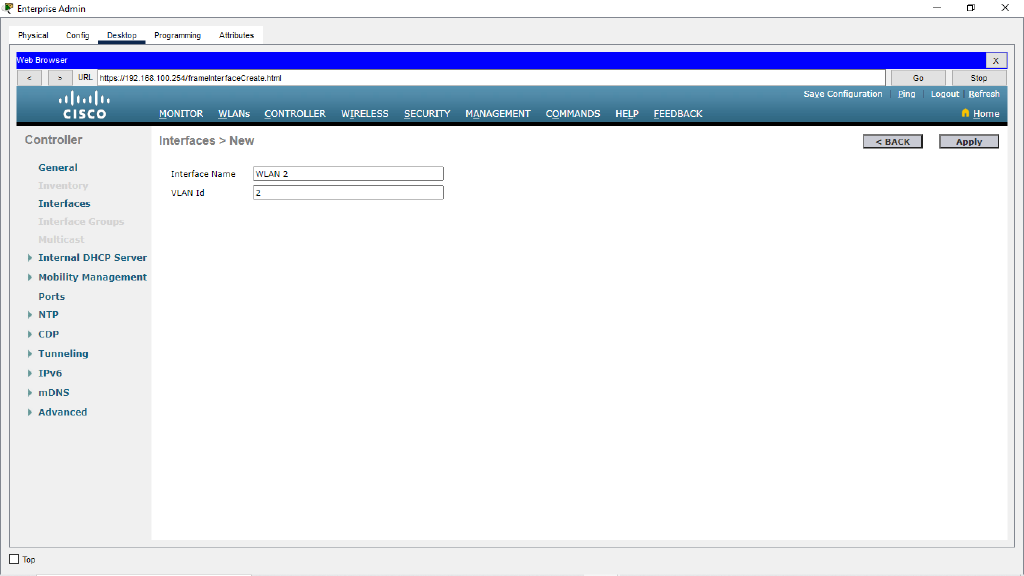 Enterprise Admin
Physical Config Desktop Programming Attributes
Web Browser X
< > URL https://192.168.100.254/frameInterfaceCreate.html Go Stop
Save Configuration Ping Logout Refresh
CISCO MONITOR WLANs CONTROLLER WIRELESS SECURITY MANAGEMENT COMMANDS HELP FEEDBACK Home
Controller
Interfaces > New < BACK Apply
General
Inventory
Interfaces
Interface Groups
Multicast
Internal DHCP Server
Mobility Management
Ports
NTP
CDP
Tunneling
IPv6
mDNS
Advanced
Interface Name WLAN 2
VLAN Id 2
Top